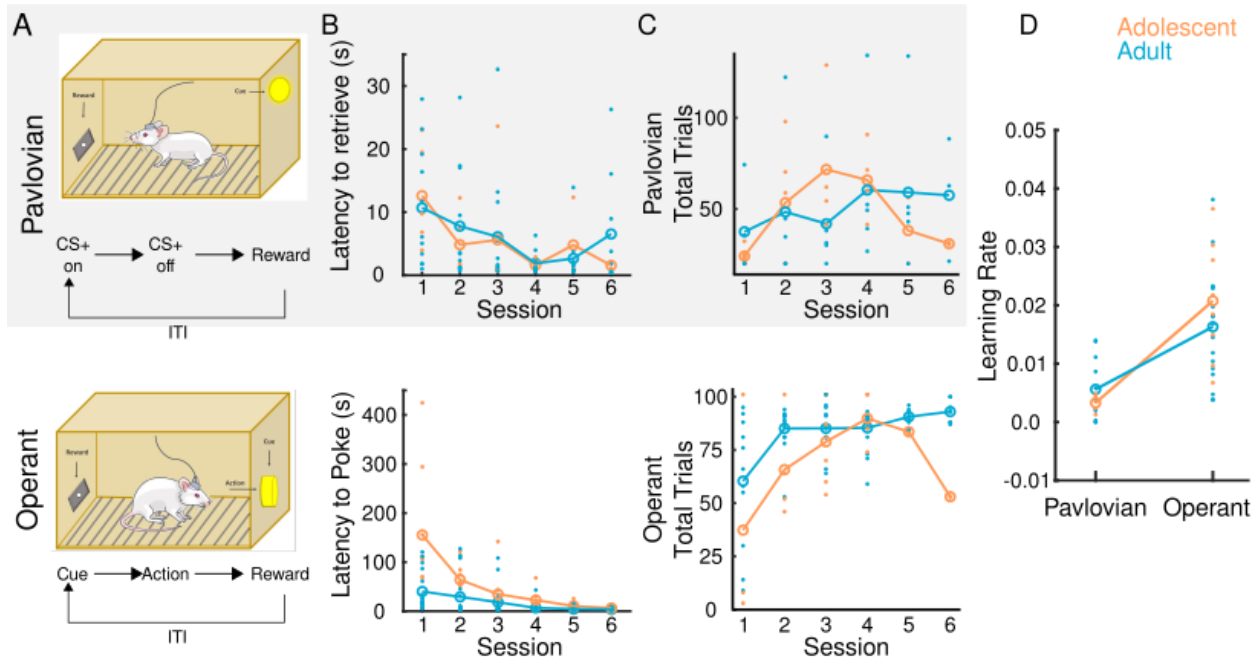 A
B
C
D
Adolescent
Adult
Pavlovian
Reward
Cue
CS+
on
CS+
off
Reward
ITI
Latency to retrieve (s)
30
20
10
0
1 2 3 4 5 6
Session
Pavlovian
Total Trials
100
50
1 2 3 4 5 6
Session
Operant
Reward
Cue
Action
Cue
Action
Reward
ITI
Latency to Poke (s)
400
300
200
100
0
1 2 3 4 5 6
Session
Operant
Total Trials
100
75
50
25
0
1 2 3 4 5 6
Session
Learning Rate
0.05
0.04
0.03
0.02
0.01
0.0
-0.01
Pavlovian Operant